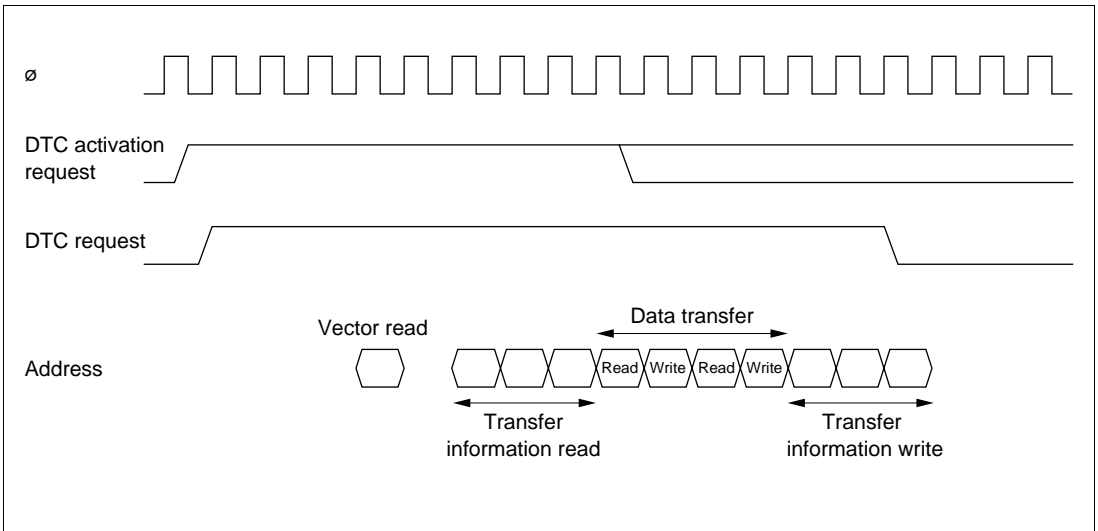 ø
DTC activation
request
DTC request
Vector read
Data transfer
Address
Read Write Read Write
Transfer
information read
Transfer
information write